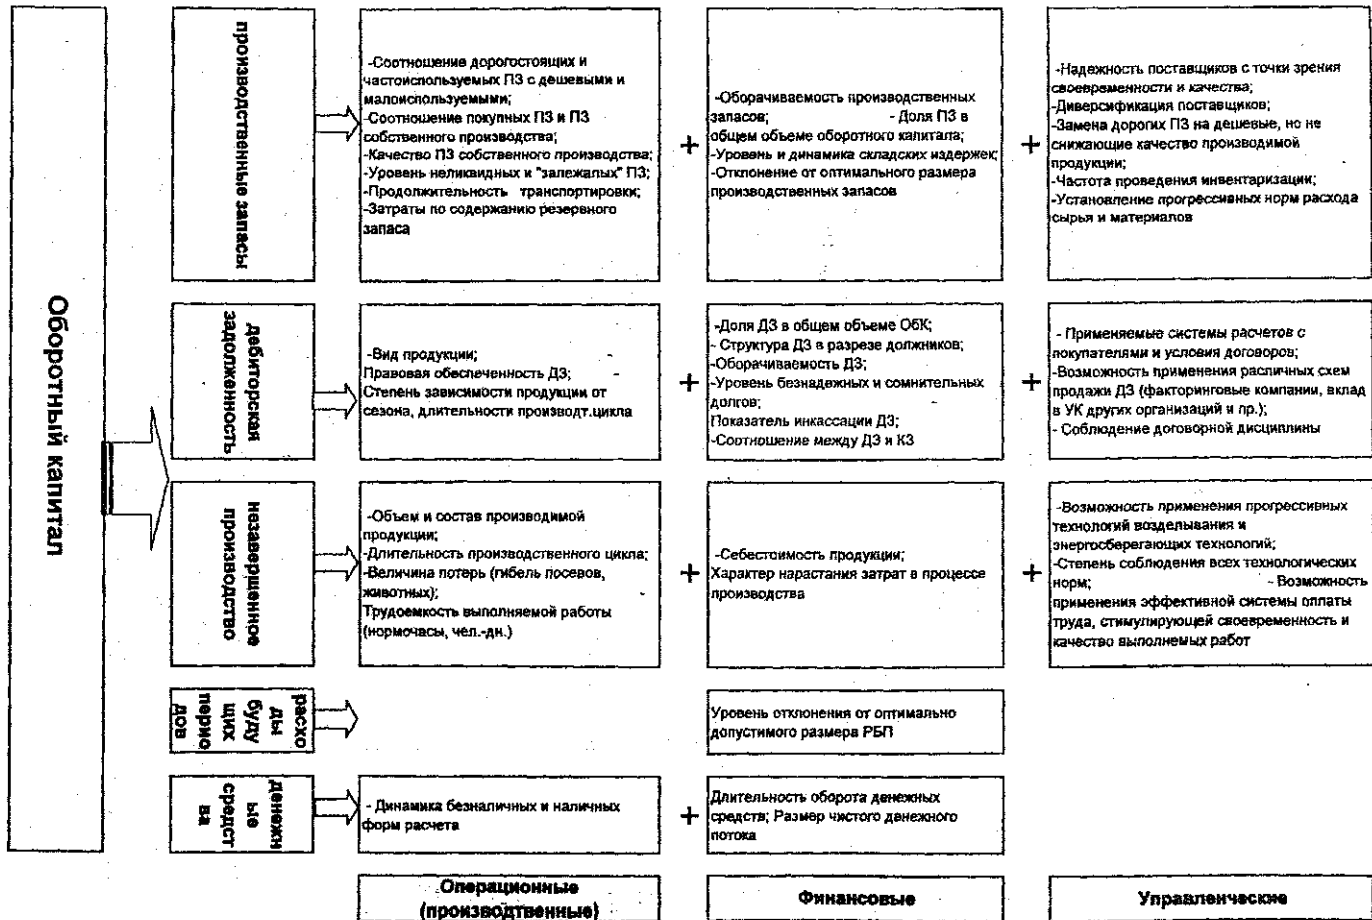 Оборотный капитал
производственные запасы
-Соотношение дорогостоящих и
частоиспользуемых ПЗ с дешевыми и
малоиспользуемыми;
-Соотношение покупных ПЗ и ПЗ
собственного производства;
-Качество ПЗ собственного производства;
-Уровень неликвидных и "залежалых" ПЗ;
-Продолжительность транспортировки;
-Затраты по содержанию резервного
запаса
+
-Оборачиваемость производственных
запасов; - Доля ПЗ в
общем объеме оборотного капитала;
-Уровень и динамика складских издержек;
-Отклонение от оптимального размера
производственных запасов
+
-Надежность поставщиков с точки зрения
своевременности и качества;
-Диверсификация поставщиков;
-Замена дорогих ПЗ на дешевые, но не
снижающие качество производимой
продукции;
-Частота проведения инвентаризации;
-Установление прогрессивных норм расхода
сырья и материалов
дебиторская
задолженность
-Вид продукции;
Правовая обеспеченность ДЗ;
Степень зависимости продукции от
сезона, длительности производт.цикла
+
-Доля ДЗ в общем объеме ОбК;
- Структура ДЗ в разрезе должников;
-Оборачиваемость ДЗ;
-Уровень безнадежных и сомнительных
долгов;
Показатель инкассации ДЗ;
-Соотношение между ДЗ и КЗ
+
- Применяемые системы расчетов с
покупателями и условия договоров;
-Возможность применения различных схем
продажи ДЗ (факторинговые компании, вклад
в УК других организаций и пр.);
- Соблюдение договорной дисциплины
незавершенное
производство
-Объем и состав производимой
продукции;
-Длительность производственного цикла;
-Величина потерь (гибель посевов,
животных);
Трудоемкость выполняемой работы
(нормочасы, чел.-дн.)
+
-Себестоимость продукции;
Характер нарастания затрат в процессе
производства
+
-Возможность применения прогрессивных
технологий возделывания и
энергосберегающих технологий;
-Степень соблюдения всех технологических
норм; - Возможность
применения эффективной системы оплаты
труда, стимулирующей своевременность и
качество выполнемых работ
расхо
ды
буду
щих
перио
дов
Уровень отклонения от оптимально
допустимого размера РБП
денежн
ые
средст
ва
- Динамика безналичных и наличных
форм расчета
+
Длительность оборота денежных
средств; Размер чистого денежного
потока
Операционные
(производтвенные)
Финансовые
Управленческие